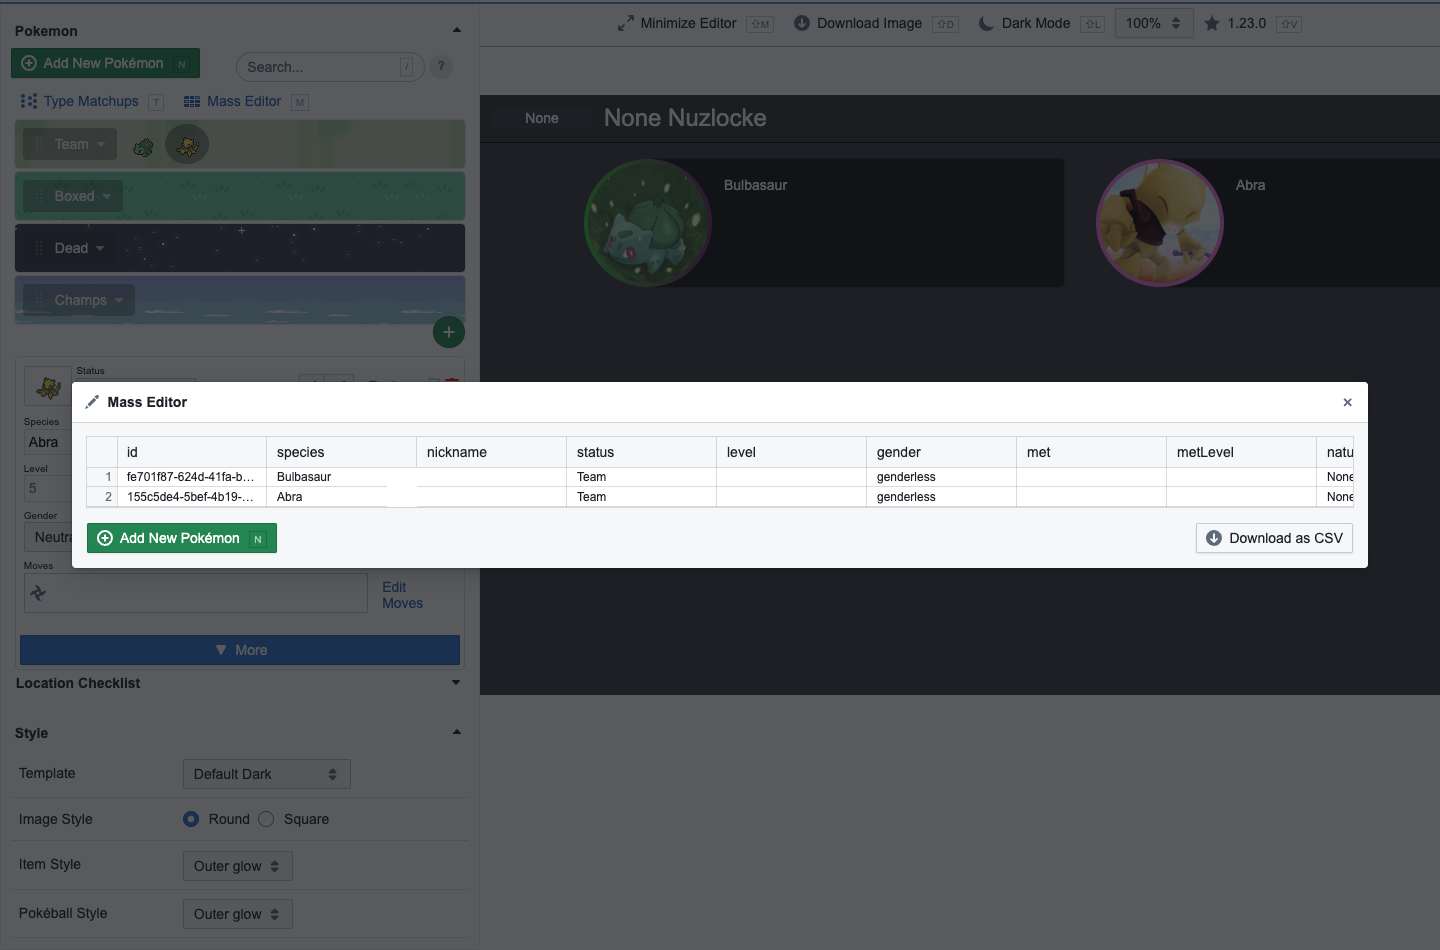 Pokemon
Minimize Editor ⇧M Download Image ⇧D Dark Mode ⇧L 100% 1.23.0 ⇧V
Add New Pokémon N Search... / ?
Type Matchups T Mass Editor M
None None Nuzlocke
Team
Boxed
Dead
Champs
Bulbasaur
Abra
+
Status
Species
Abra
Level
5
Gender
Moves
Edit
Moves
▼ More
Mass Editor ×
id species nickname status level gender met metLevel natu
1 fe701f87-624d-41fa-b... Bulbasaur Team genderless None
2 155c5de4-5bef-4b19-... Abra Team genderless None
Add New Pokémon N Download as CSV
Location Checklist
Style
Template Default Dark
Image Style Round Square
Item Style Outer glow
Pokéball Style Outer glow